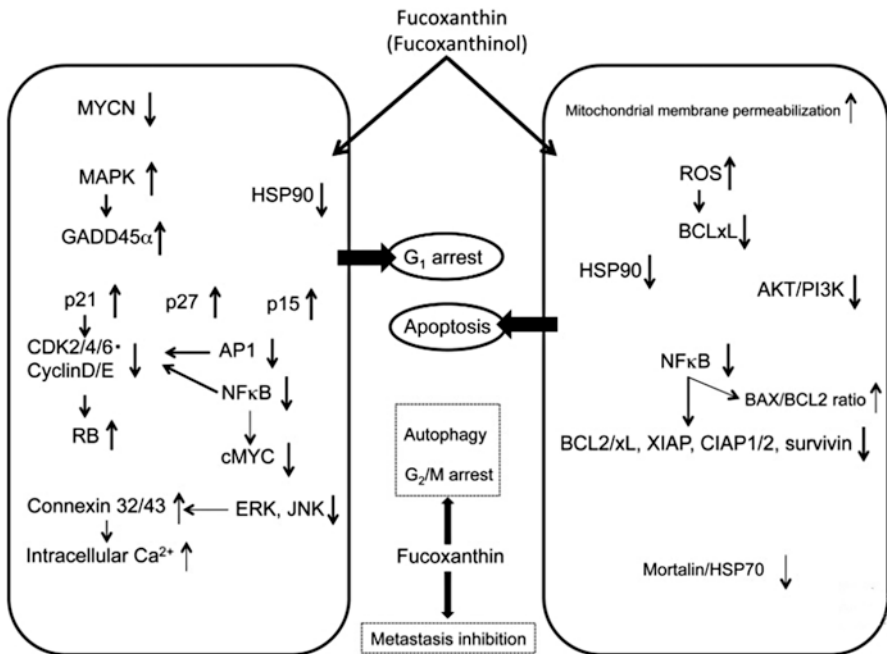 Fucoxanthin
(Fucoxanthinol)
MYCN
MAPK
HSP90
GADD45α
p21 p27 p15
CDK2/4/6・
CyclinD/E
AP1
NFκB
RB
cMYC
Connexin 32/43
ERK, JNK
Intracellular Ca²⁺
G₁ arrest
Apoptosis
Autophagy
G₂/M arrest
Fucoxanthin
Metastasis inhibition
Mitochondrial membrane permeabilization
ROS
BCLxL
HSP90
AKT/PI3K
NFκB
BAX/BCL2 ratio
BCL2/xL, XIAP, CIAP1/2, survivin
Mortalin/HSP70